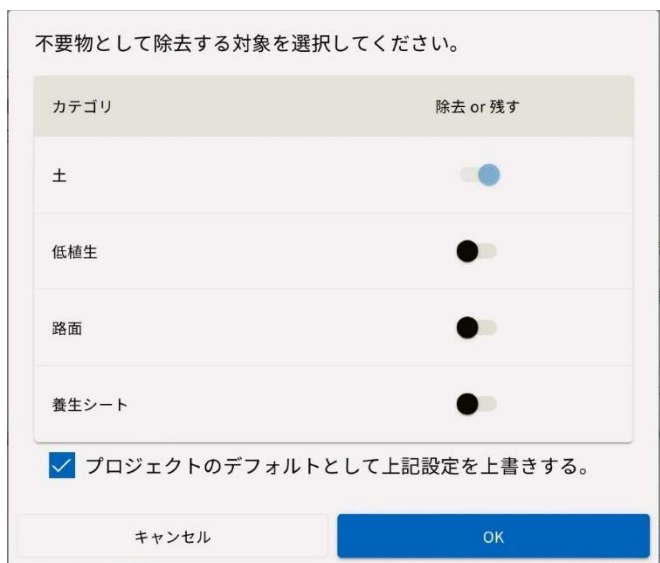 不要物として除去する対象を選択してください。
カテゴリ 除去 or 残す
土
低植生
路面
養生シート
プロジェクトのデフォルトとして上記設定を上書きする。
キャンセル OK